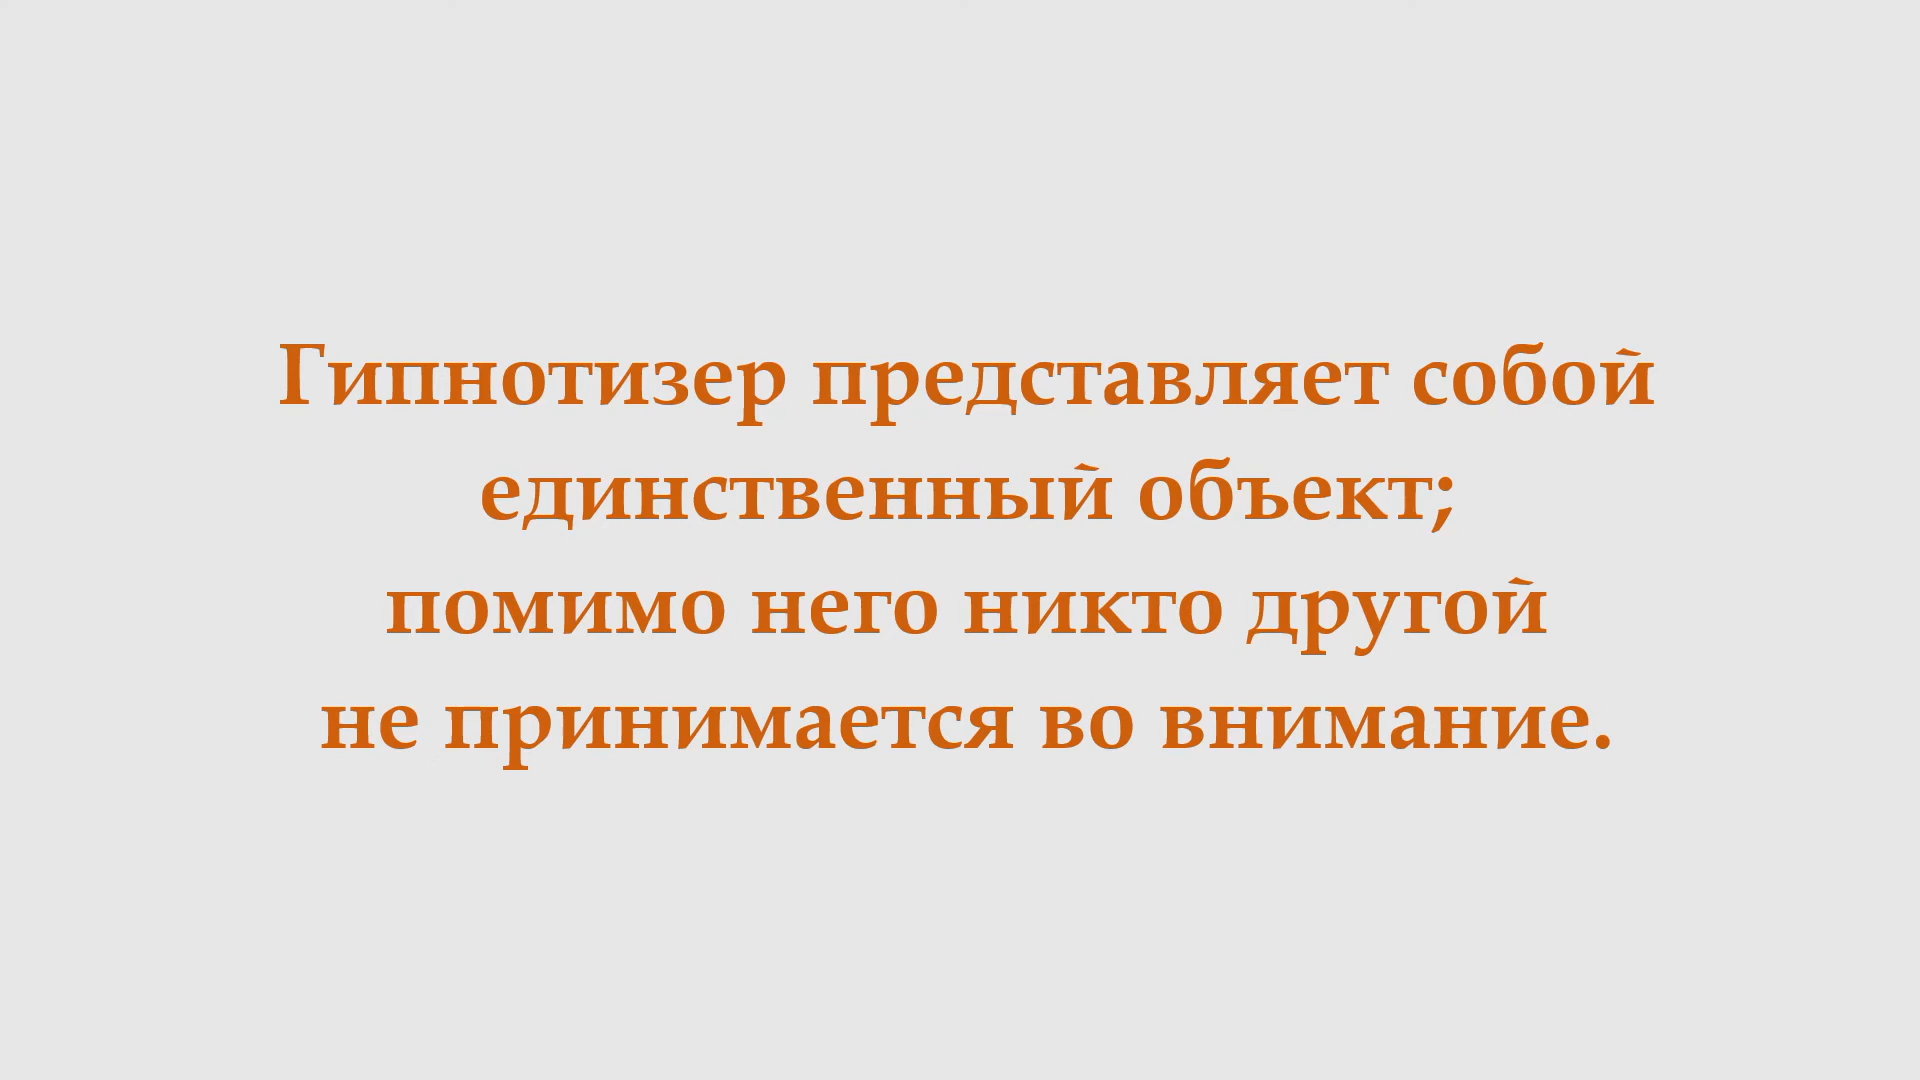 Гипнотизер представляет собой
единственный объект;
помимо него никто другой
не принимается во внимание.